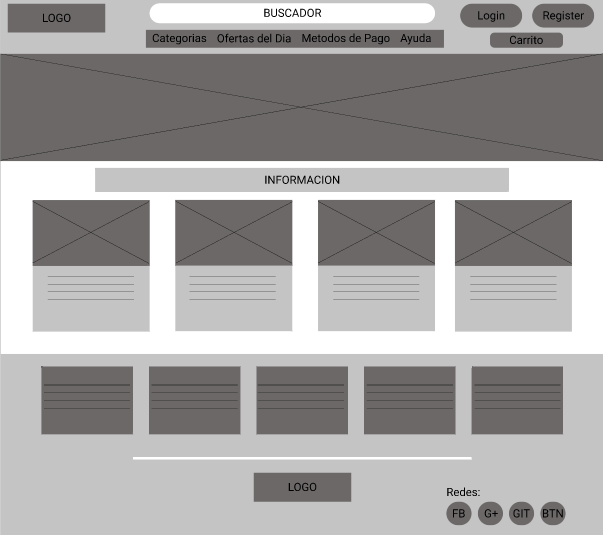 LOGO
BUSCADOR
Login
Register
Categorias Ofertas del Dia Metodos de Pago Ayuda
Carrito
INFORMACION
LOGO
Redes:
FB G+ GIT BTN